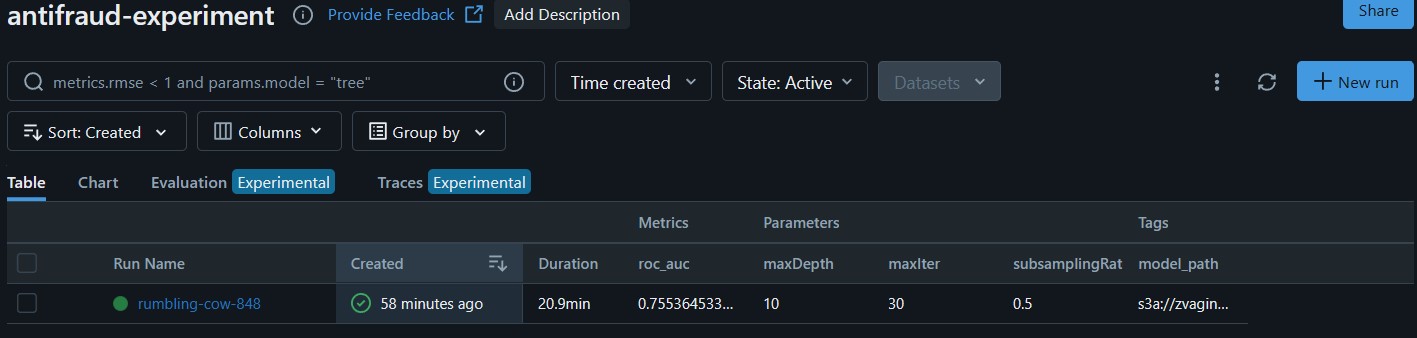 antifraud-experiment Provide Feedback Add Description Share
metrics.rmse < 1 and params.model = "tree" Time created State: Active Datasets New run
Sort: Created Columns Group by
Table Chart Evaluation Experimental Traces Experimental
Metrics Parameters Tags
Run Name Created Duration roc_auc maxDepth maxIter subsamplingRat model_path
rumbling-cow-848 58 minutes ago 20.9min 0.755364533... 10 30 0.5 s3a://zvagin...